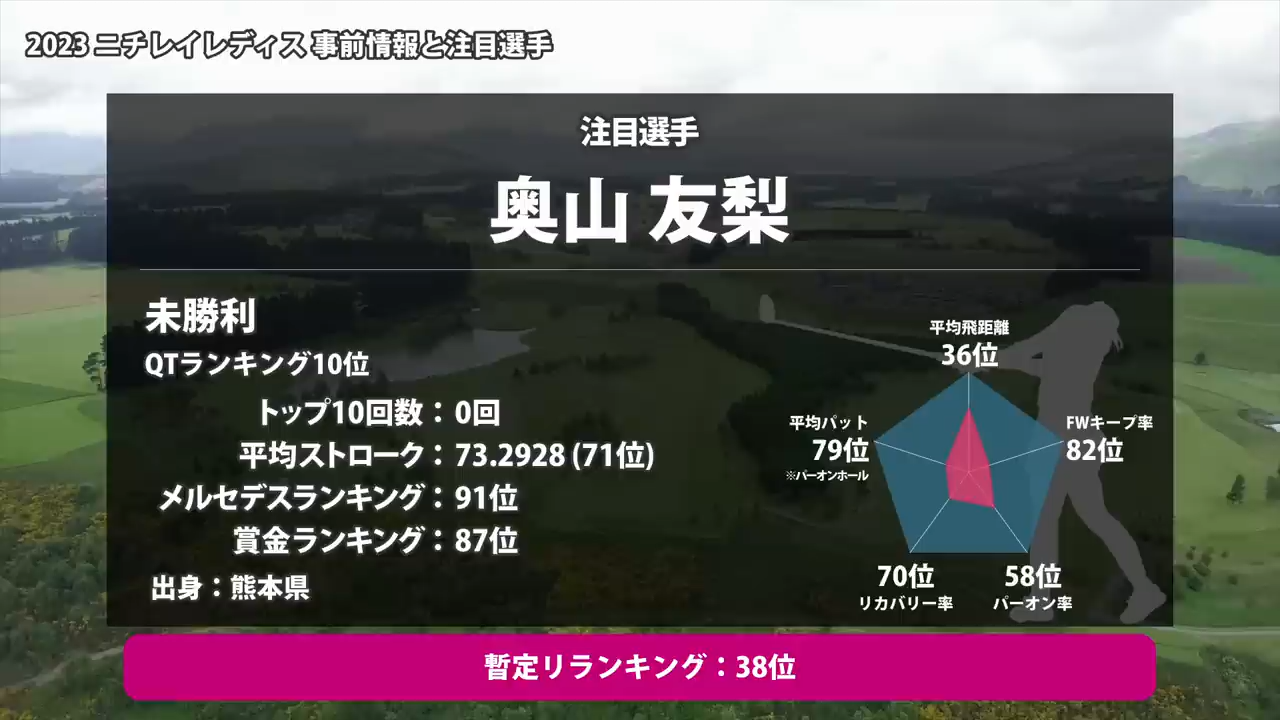 2023 ニチレイレディス 事前情報と注目選手
注目選手
奥山 友梨
未勝利
QTランキング10位
トップ10回数：0回
平均ストローク：73.2928 (71位)
メルセデスランキング：91位
賞金ランキング：87位
出身：熊本県
平均飛距離
36位
平均パット
79位
※パーオンホール
FWキープ率
82位
70位
リカバリー率
58位
パーオン率
暫定リランキング：38位